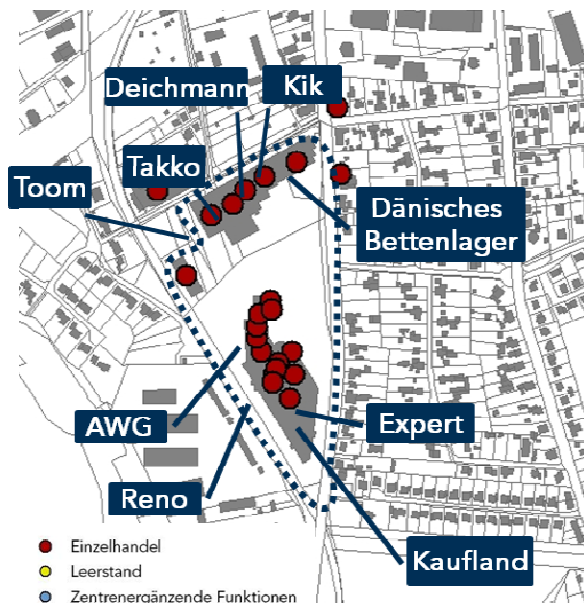 Deichmann
Kik
Takko
Toom
Dänisches
Bettenlager
AWG
Expert
Reno
Kaufland
Einzelhandel
Leerstand
Zentrenergänzende Funktionen